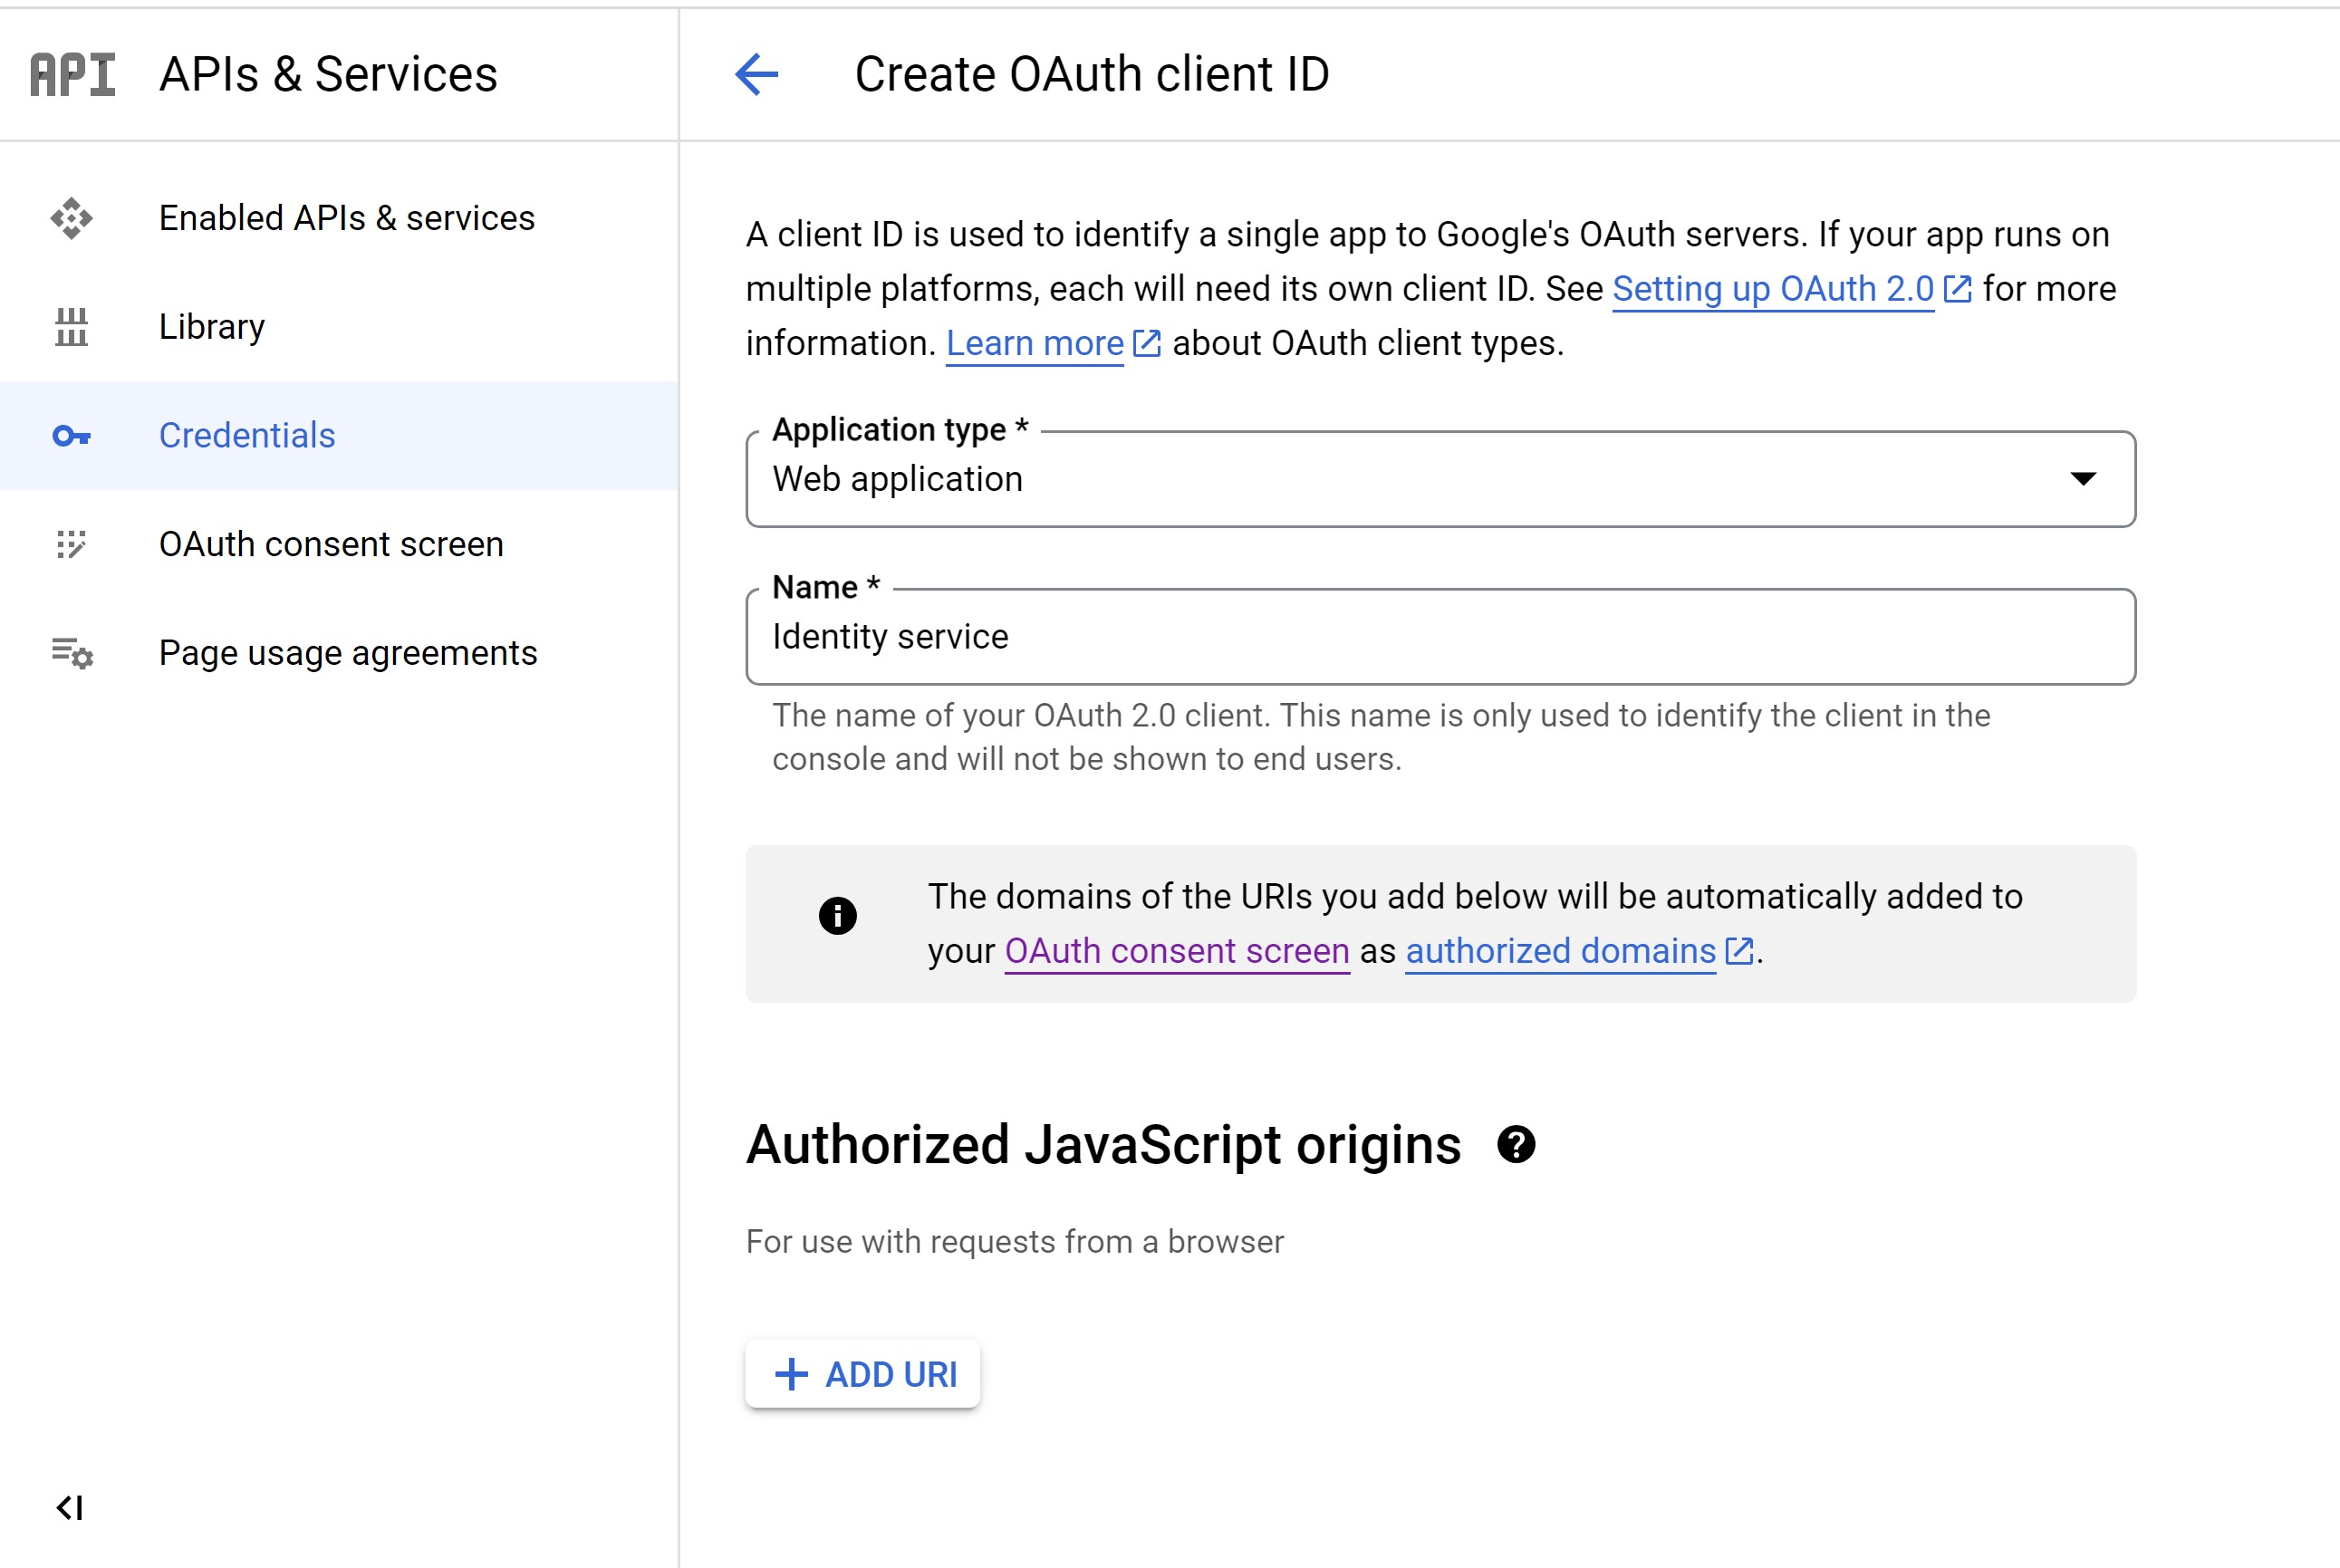 API APIs & Services
Create OAuth client ID
Enabled APIs & services
Library
Credentials
OAuth consent screen
Page usage agreements
A client ID is used to identify a single app to Google's OAuth servers. If your app runs on
multiple platforms, each will need its own client ID. See Setting up OAuth 2.0 for more
information. Learn more about OAuth client types.
Application type *
Web application
Name *
Identity service
The name of your OAuth 2.0 client. This name is only used to identify the client in the
console and will not be shown to end users.
The domains of the URIs you add below will be automatically added to
your OAuth consent screen as authorized domains.
Authorized JavaScript origins
For use with requests from a browser
ADD URI